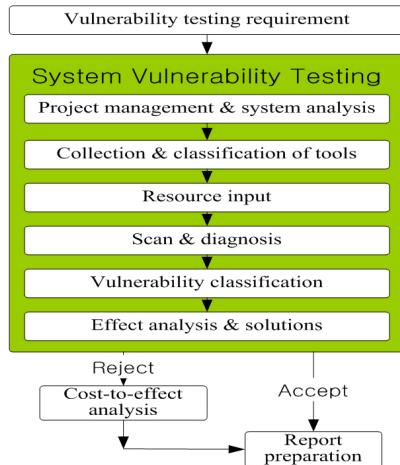 Vulnerability testing requirement
System Vulnerability Testing
Project management & system analysis
Collection & classification of tools
Resource input
Scan & diagnosis
Vulnerability classification
Effect analysis & solutions
Reject
Cost-to-effect
analysis
Accept
Report
preparation